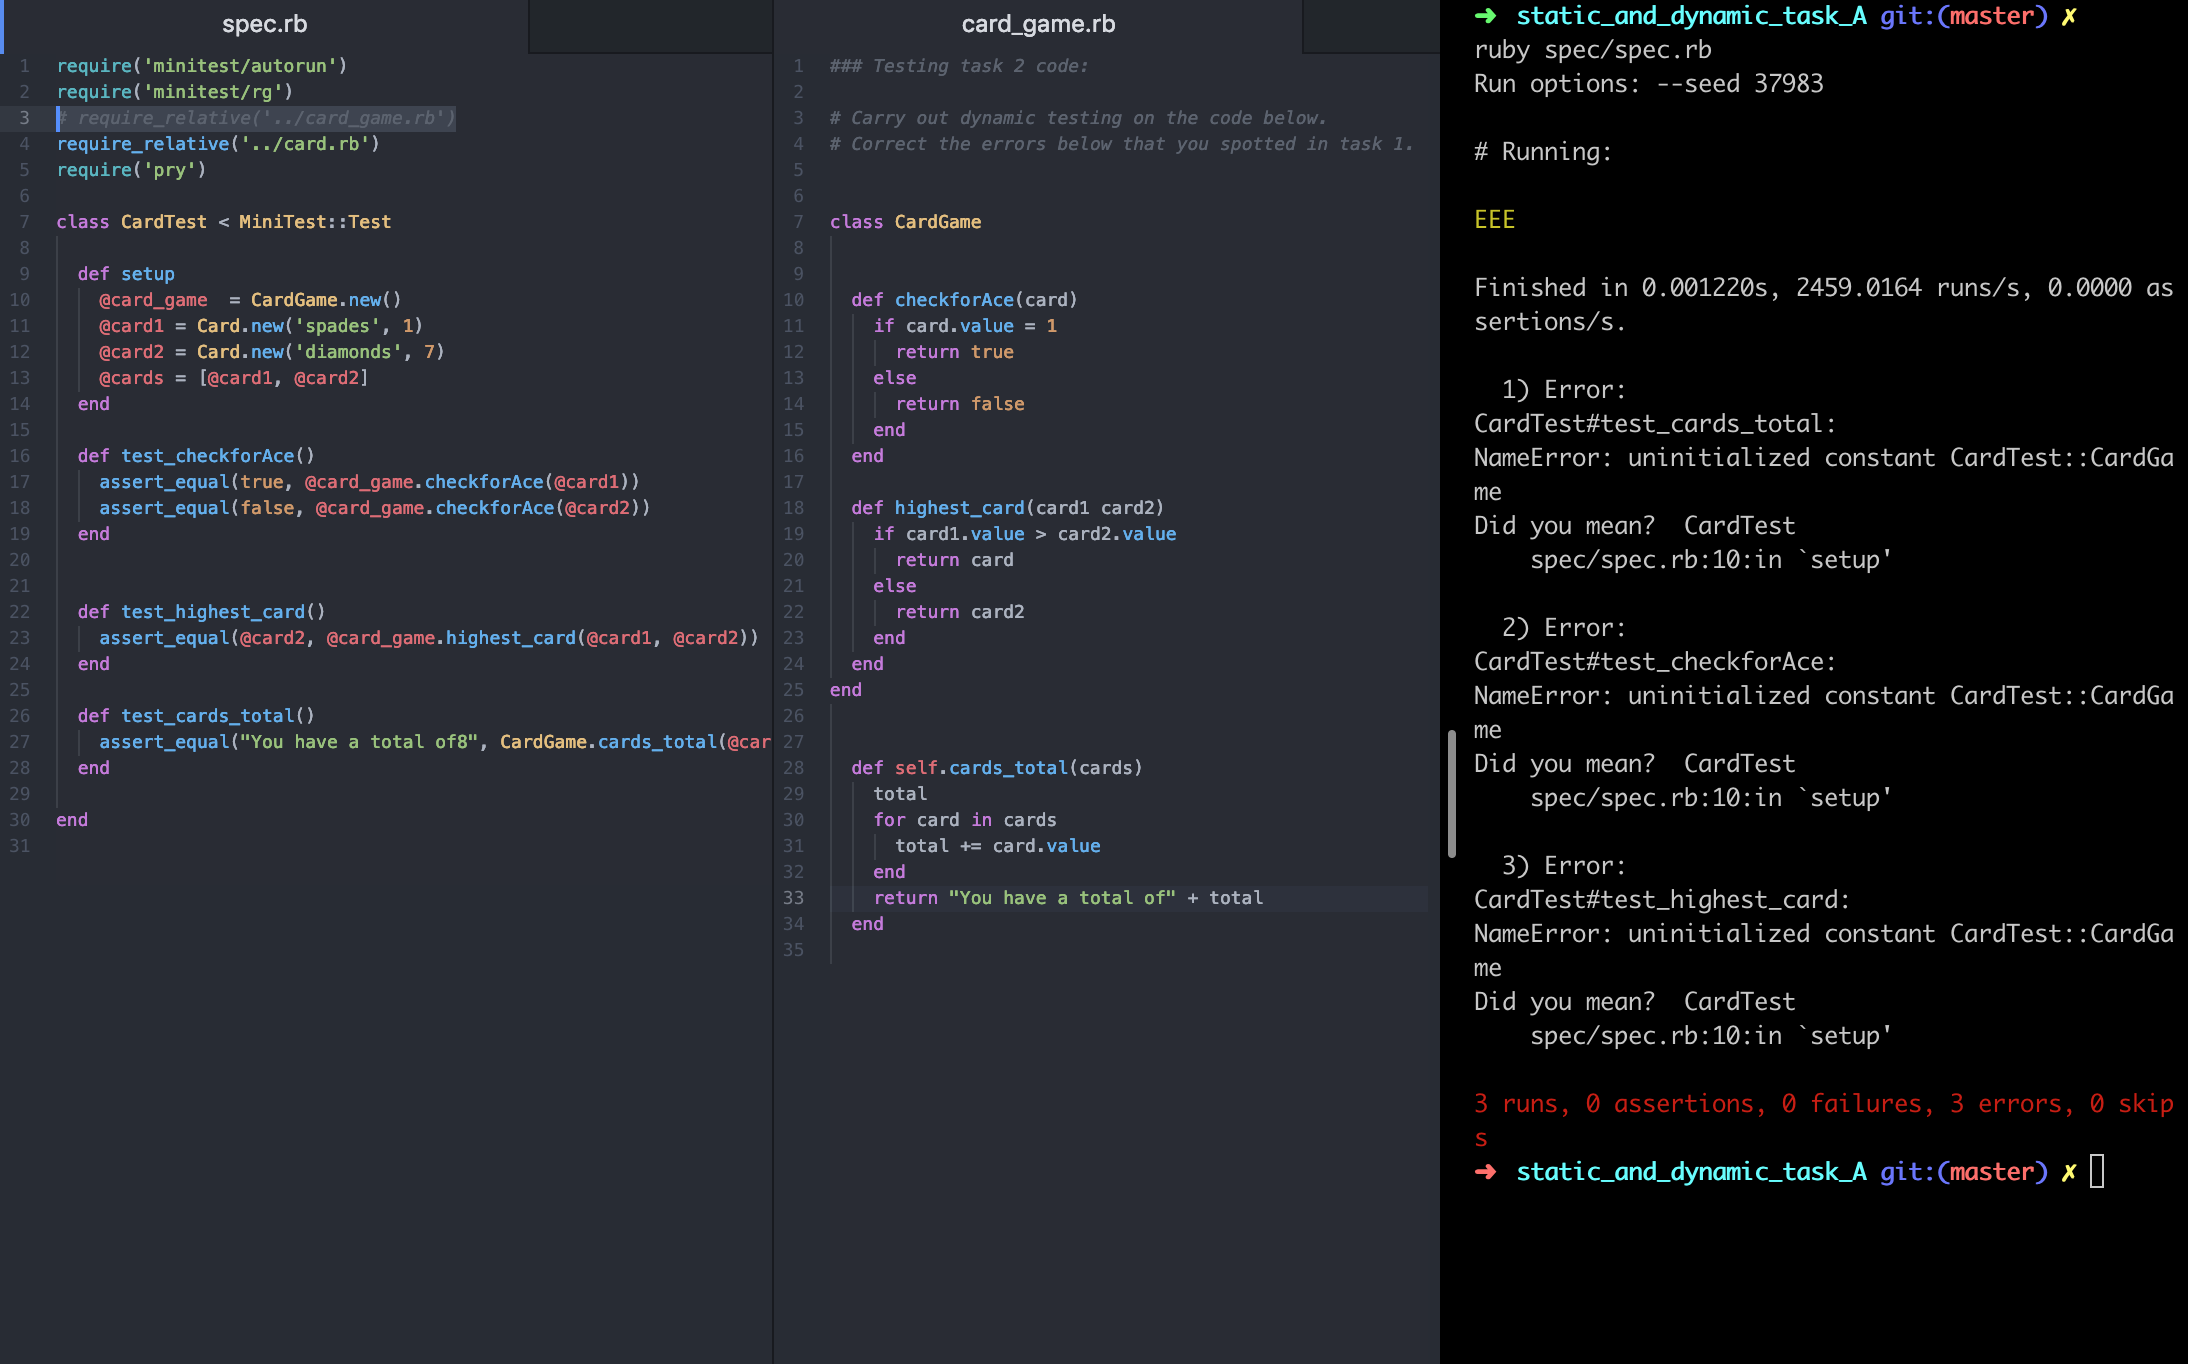 spec.rb
1 require('minitest/autorun')
2 require('minitest/rg')
3 # require_relative('../card_game.rb')
4 require_relative('../card.rb')
5 require('pry')
6
7 class CardTest < MiniTest::Test
8
9 def setup
10 @card_game  = CardGame.new()
11 @card1 = Card.new('spades', 1)
12 @card2 = Card.new('diamonds', 7)
13 @cards = [@card1, @card2]
14 end
15
16 def test_checkforAce()
17 assert_equal(true, @card_game.checkforAce(@card1))
18 assert_equal(false, @card_game.checkforAce(@card2))
19 end
20
21
22 def test_highest_card()
23 assert_equal(@card2, @card_game.highest_card(@card1, @card2))
24 end
25
26 def test_cards_total()
27 assert_equal("You have a total of8", CardGame.cards_total(@car
28 end
29
30 end
31
card_game.rb
1 ### Testing task 2 code:
2
3 # Carry out dynamic testing on the code below.
4 # Correct the errors below that you spotted in task 1.
5
6
7 class CardGame
8
9
10 def checkforAce(card)
11 if card.value = 1
12 return true
13 else
14 return false
15 end
16 end
17
18 def highest_card(card1 card2)
19 if card1.value > card2.value
20 return card
21 else
22 return card2
23 end
24 end
25 end
26
27
28 def self.cards_total(cards)
29 total
30 for card in cards
31 total += card.value
32 end
33 return "You have a total of" + total
34 end
35
➜ static_and_dynamic_task_A git:(master) ✗
ruby spec/spec.rb
Run options: --seed 37983
# Running:
EEE
Finished in 0.001220s, 2459.0164 runs/s, 0.0000 as
sertions/s.
1) Error:
CardTest#test_cards_total:
NameError: uninitialized constant CardTest::CardGa
me
Did you mean?  CardTest
spec/spec.rb:10:in `setup'
2) Error:
CardTest#test_checkforAce:
NameError: uninitialized constant CardTest::CardGa
me
Did you mean?  CardTest
spec/spec.rb:10:in `setup'
3) Error:
CardTest#test_highest_card:
NameError: uninitialized constant CardTest::CardGa
me
Did you mean?  CardTest
spec/spec.rb:10:in `setup'
3 runs, 0 assertions, 0 failures, 3 errors, 0 skip
s
➜ static_and_dynamic_task_A git:(master) ✗